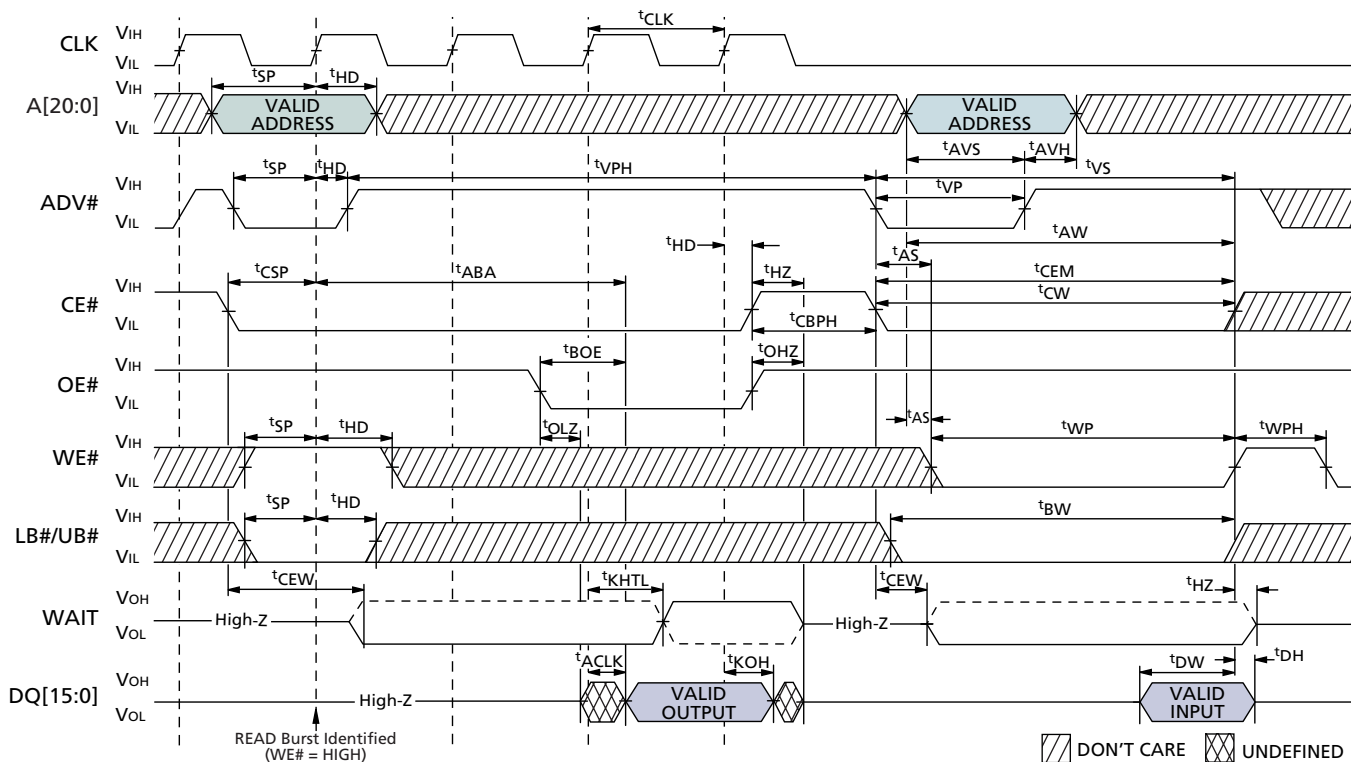 tCLK
CLK
VIH
VIL
tSP
tHD
A[20:0]
VIH
VIL
VALID ADDRESS
VALID ADDRESS
tAVS
tAVH
tSP
tHD
tVPH
tVS
ADV#
VIH
VIL
tVP
tHD
tAW
tAS
tCSP
tABA
tHZ
tCEM
CE#
VIH
VIL
tCW
tCBPH
tBOE
tOHZ
OE#
VIH
VIL
tAS
tSP
tHD
tOLZ
tWP
tWPH
WE#
VIH
VIL
tSP
tHD
tBW
LB#/UB#
VIH
VIL
tCEW
tKHTL
tCEW
tHZ
WAIT
VOH
VOL
High-Z
High-Z
tACLK
tKOH
tDW
tDH
DQ[15:0]
VOH
VOL
High-Z
VALID OUTPUT
VALID INPUT
READ Burst Identified
(WE# = HIGH)
DON'T CARE
UNDEFINED